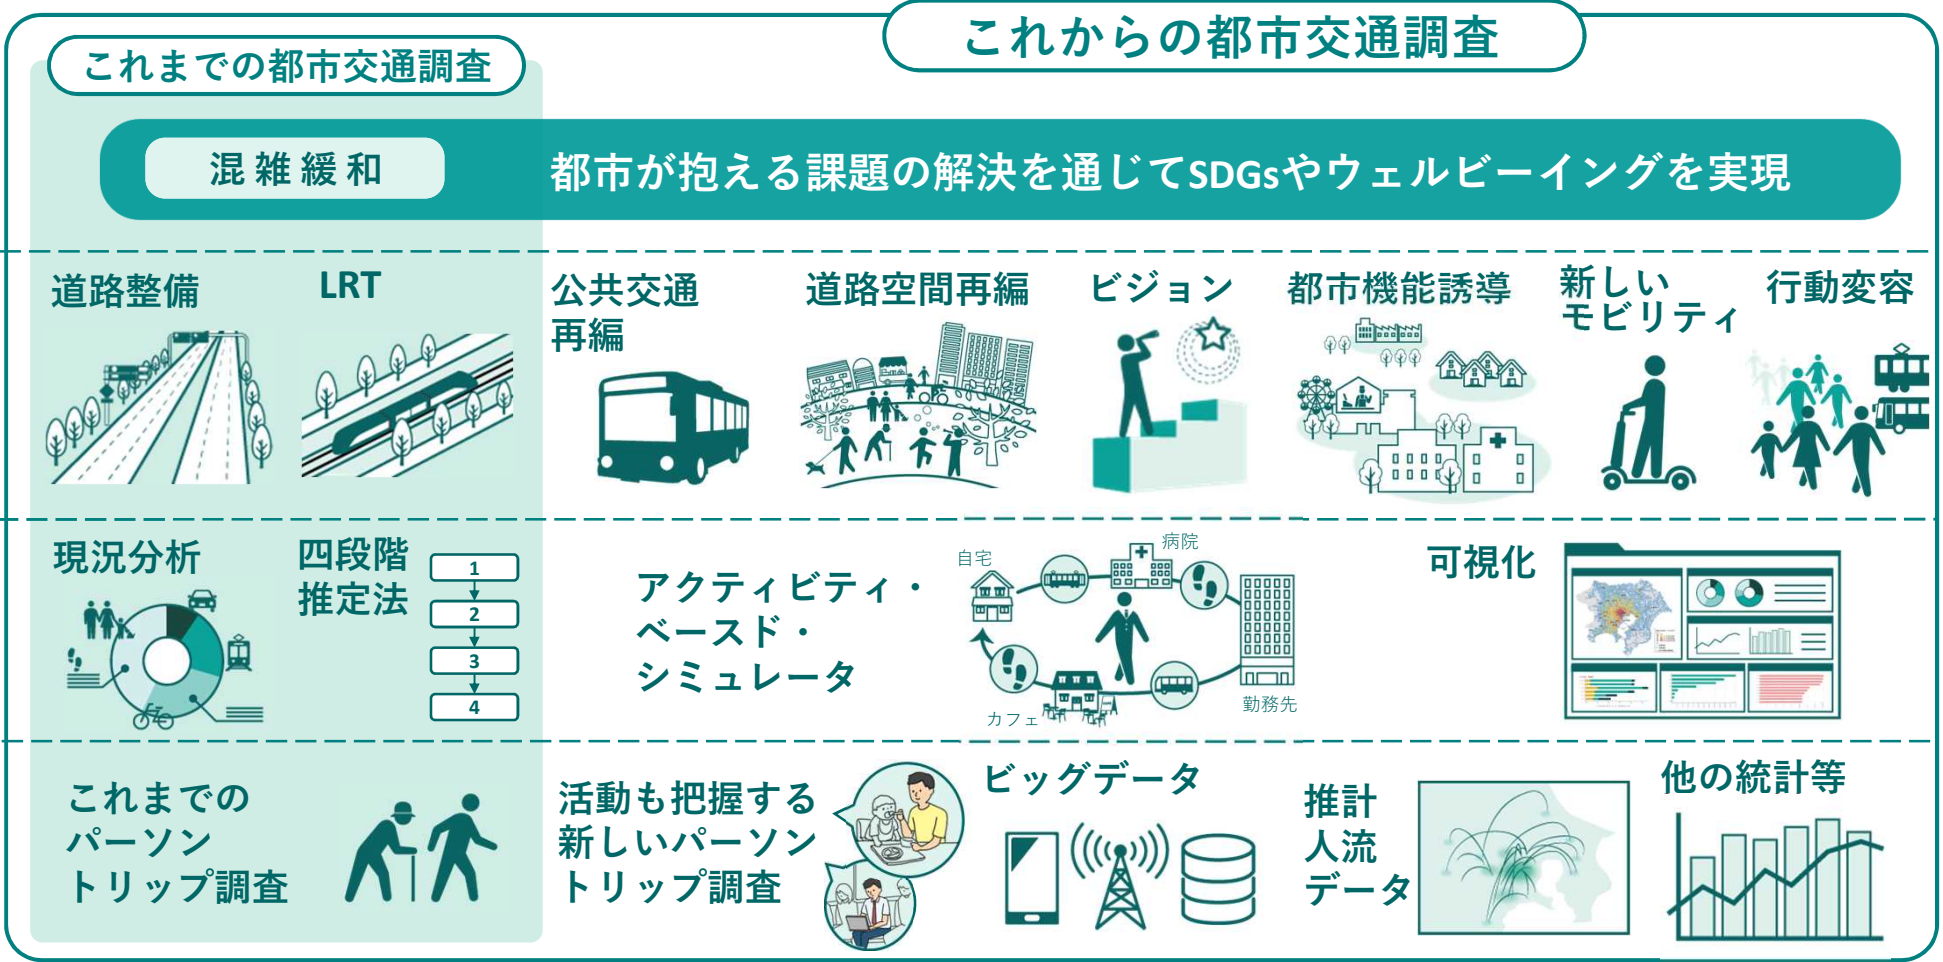 これからの都市交通調査
これまでの都市交通調査
混雑緩和
都市が抱える課題の解決を通じてSDGsやウェルビーイングを実現
道路整備
LRT
公共交通
再編
道路空間再編
ビジョン
都市機能誘導
新しい
モビリティ
行動変容
現況分析
四段階
推定法
1
2
3
4
アクティビティ・
ベースド・
シミュレータ
自宅
病院
カフェ
勤務先
可視化
これまでの
パーソン
トリップ調査
活動も把握する
新しいパーソン
トリップ調査
ビッグデータ
推計
人流
データ
他の統計等